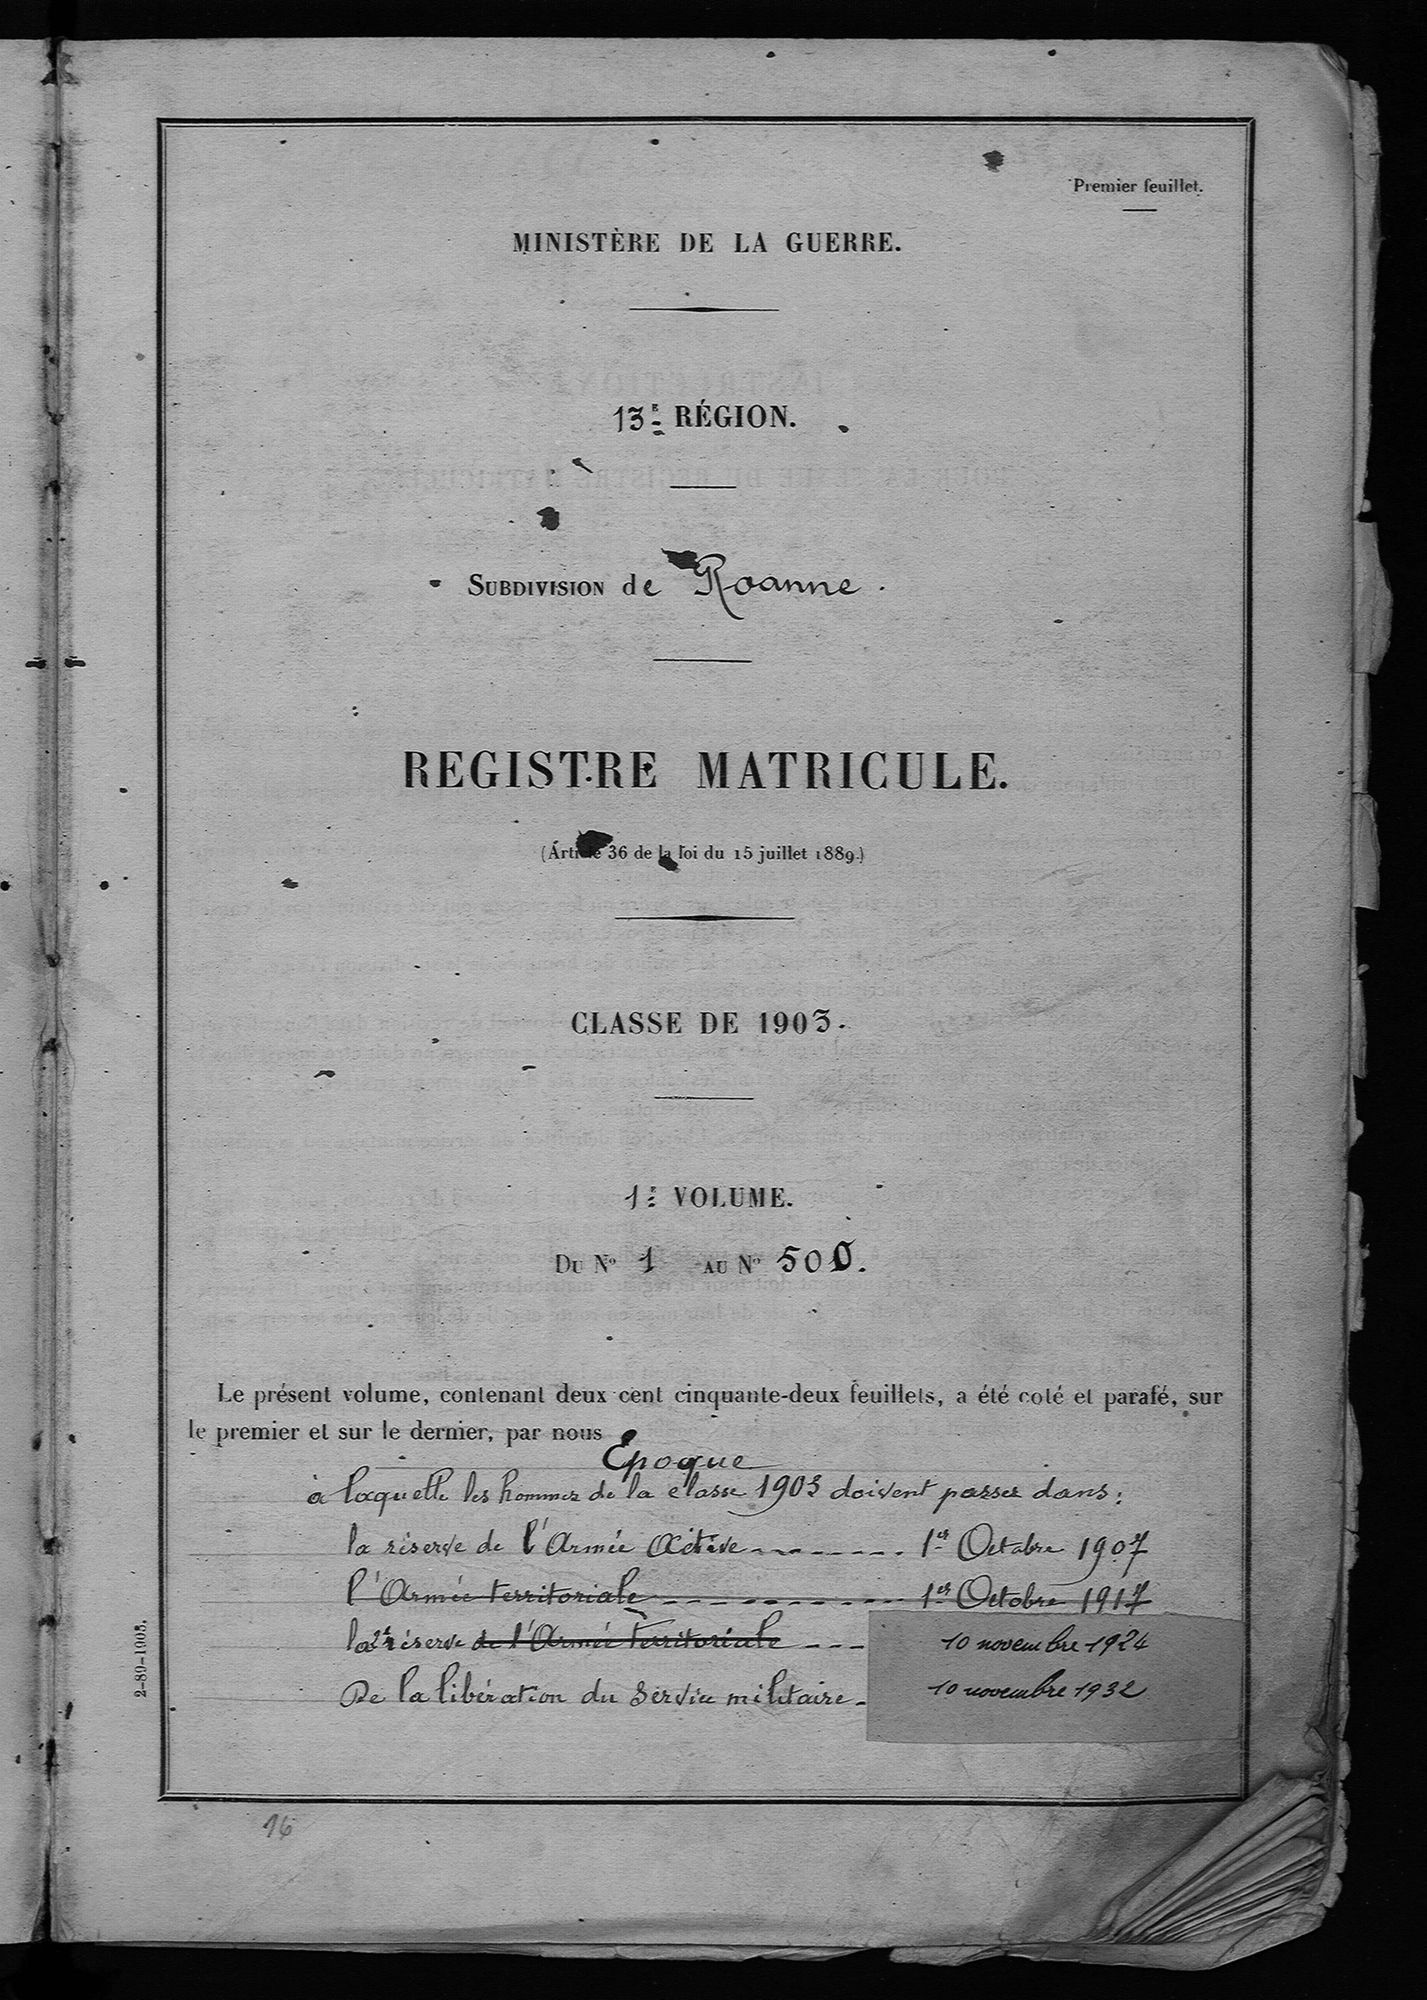 Premier feuillet.
MINISTÈRE DE LA GUERRE.
13E RÉGION.
SUBDIVISION de Roanne.
REGISTRE MATRICULE.
(Article 36 de la loi du 15 juillet 1889.)
CLASSE DE 1903.
1E VOLUME.
DU No 1 AU No 500.
Le présent volume, contenant deux cent cinquante-deux feuillets, a été coté et parafé, sur
le premier et sur le dernier, par nous
Epoque
à laquelle les hommes de la classe 1903 doivent passer dans:
la réserve de l'Armée Active 1er Octobre 1907
l'Armée territoriale 1er Octobre 1917
la 2e réserve de l'Armée Territoriale 10 novembre 1924
De la libération du Service militaire 10 novembre 1932
2-89-1903.
16